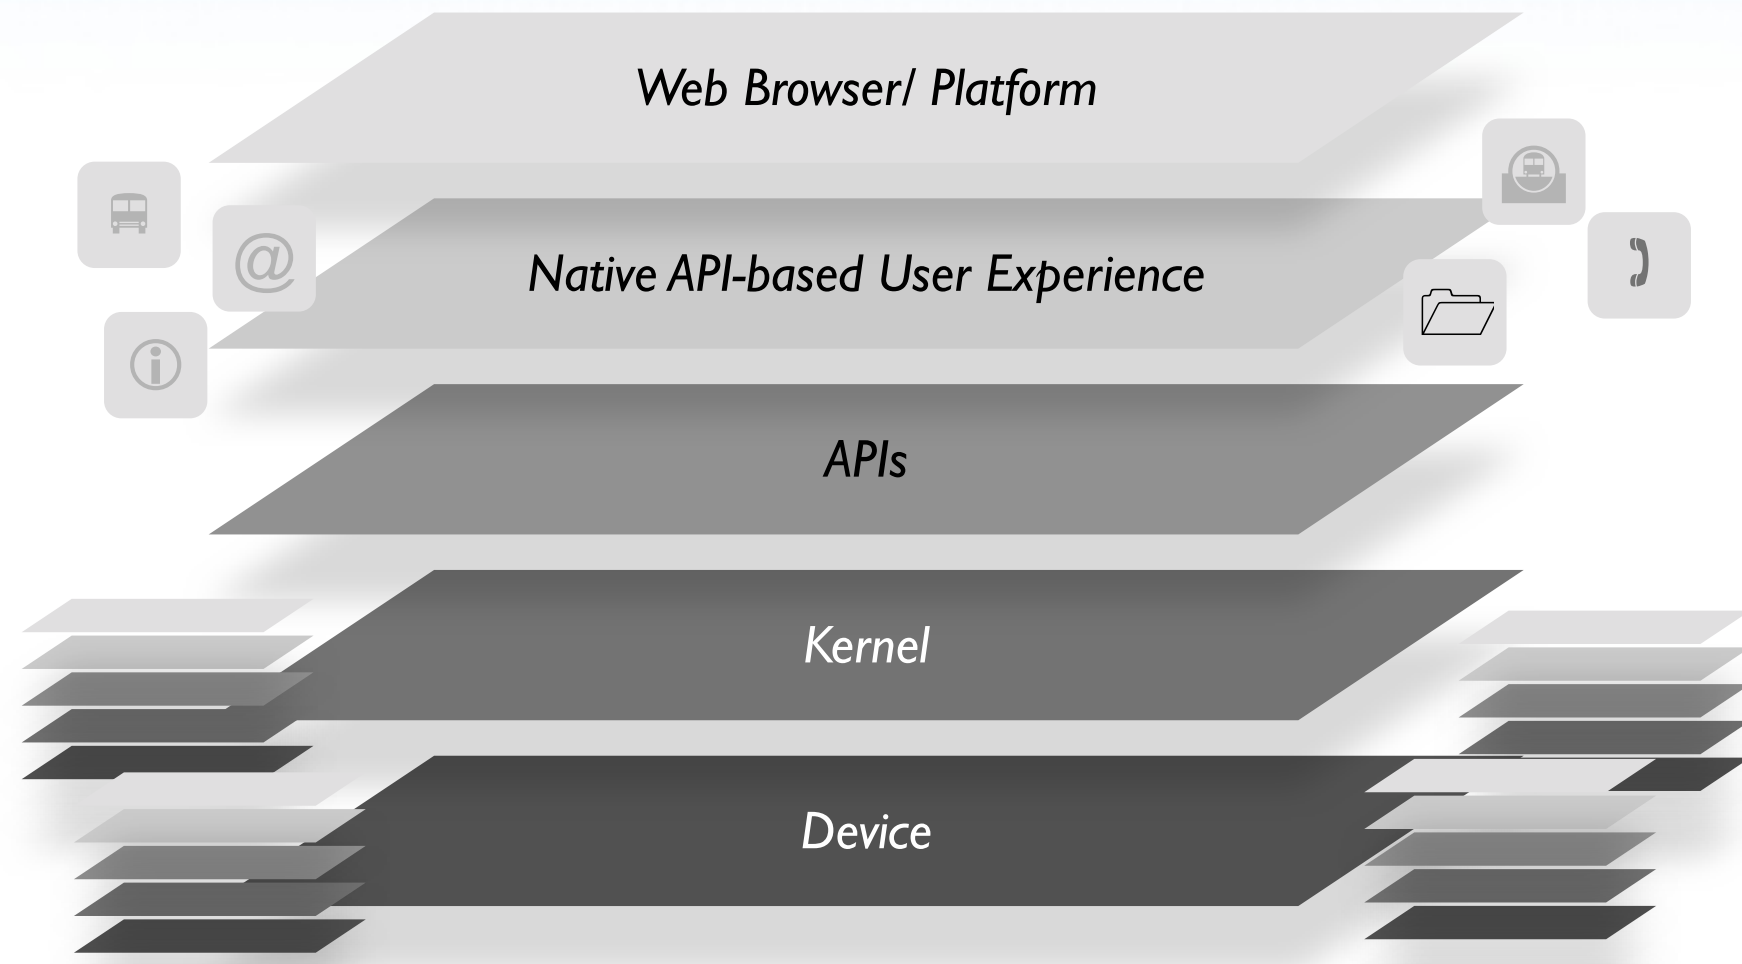 Web Browser/ Platform
@
Native API-based User Experience
i
APIs
Kernel
Device